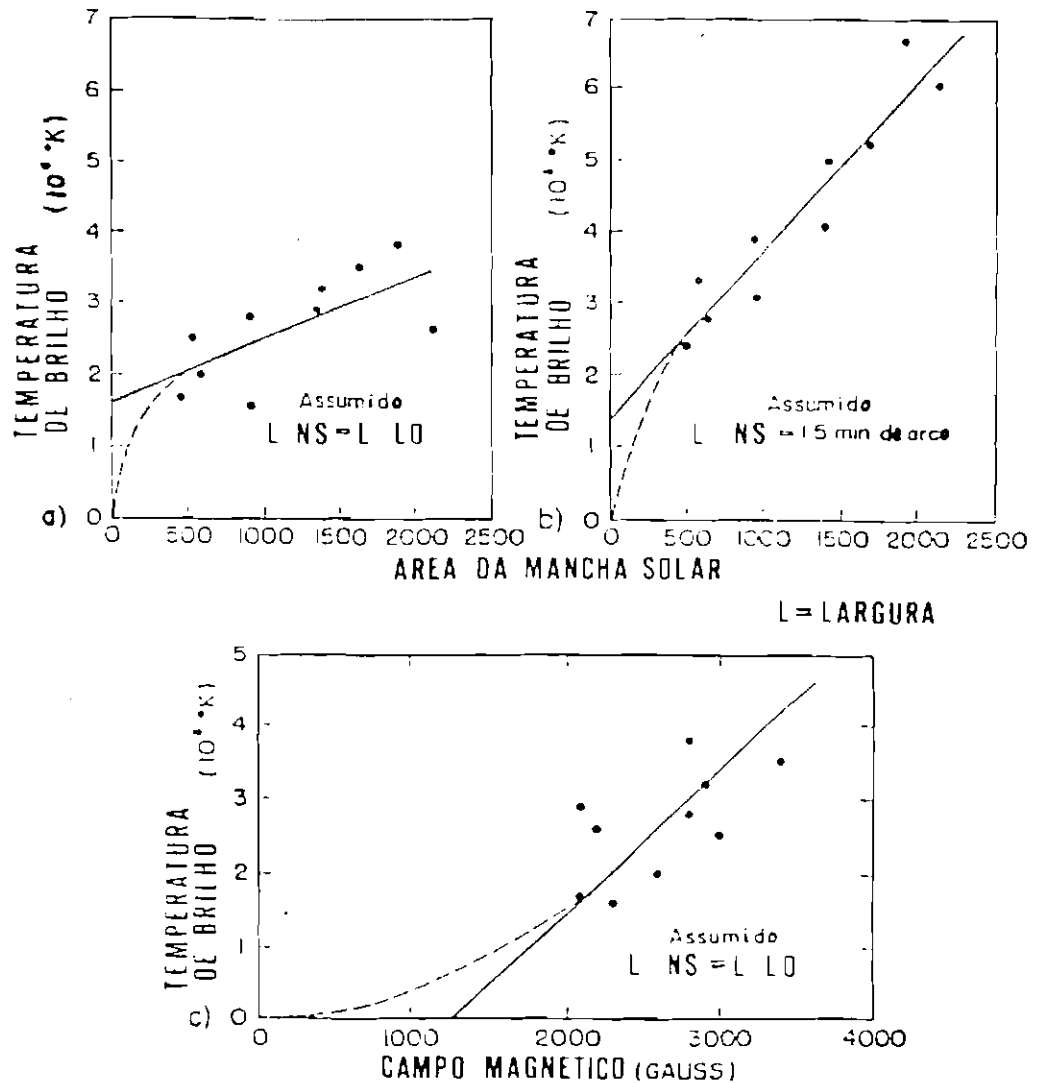 7
6
5
4
3
2
1
0
TEMPERATURA
DE BRILHO
(10⁴ °K)
Assumido
L NS = L LO
a)
0 500 1000 1500 2000 2500
7
6
5
4
3
2
1
0
TEMPERATURA
DE BRILHO
(10⁴ °K)
Assumido
L NS = 1.5 min de arco
b)
0 500 1000 1500 2000 2500
AREA DA MANCHA SOLAR
L = LARGURA
5
4
3
2
1
0
TEMPERATURA
DE BRILHO
(10⁴ °K)
Assumido
L NS = L LO
c)
0 1000 2000 3000 4000
CAMPO MAGNETICO (GAUSS)